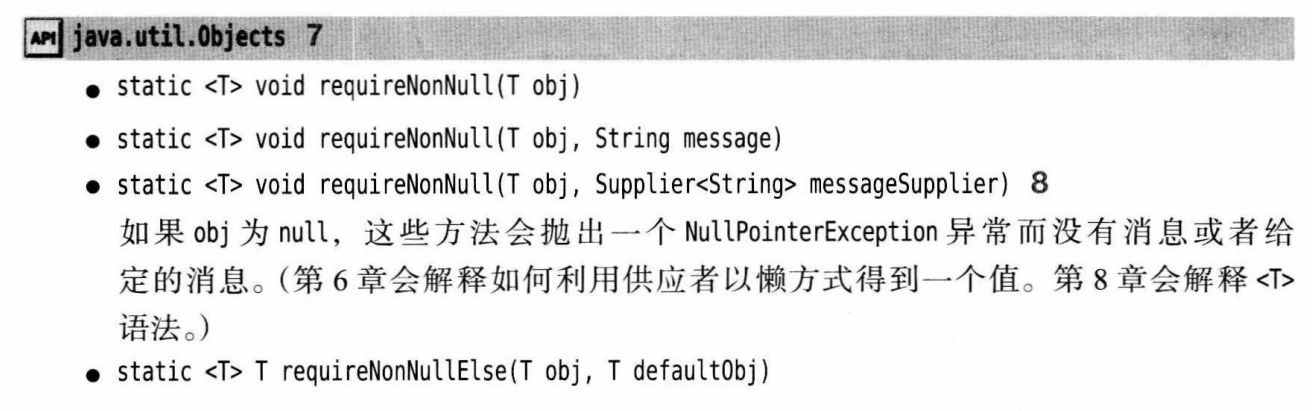 API java.util.Objects 7
● static <T> void requireNonNull(T obj)
● static <T> void requireNonNull(T obj, String message)
● static <T> void requireNonNull(T obj, Supplier<String> messageSupplier) 8
如果 obj 为 null，这些方法会抛出一个 NullPointerException 异常而没有消息或者给
定的消息。（第 6 章会解释如何利用供应者以懒方式得到一个值。第 8 章会解释 <T>
语法。）
● static <T> T requireNonNullElse(T obj, T defaultObj)